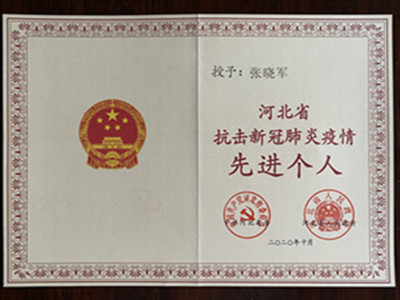 授予：张晓军
河北省
抗击新冠肺炎疫情
先进个人
二〇二〇年十月